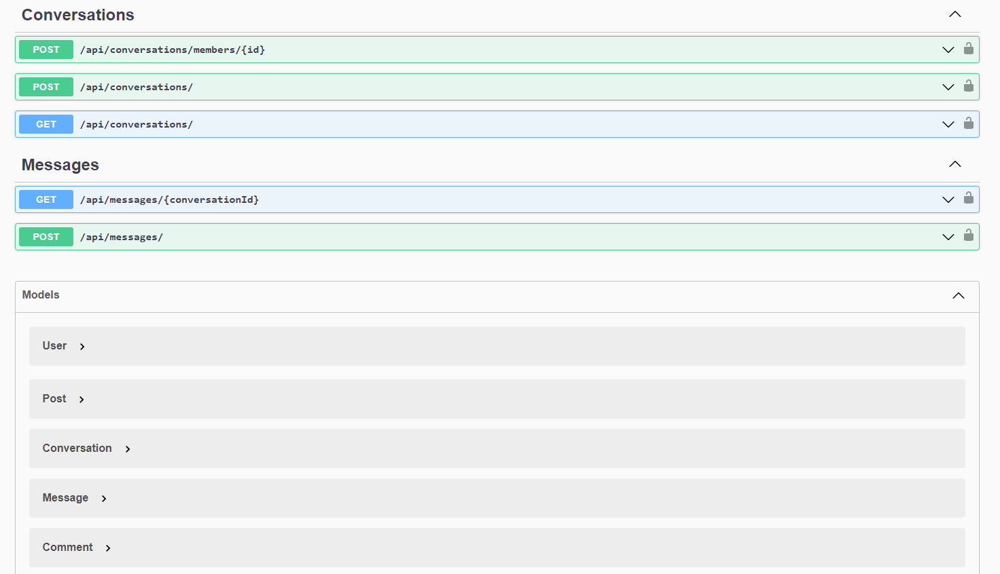 Conversations
POST /api/conversations/members/{id}
POST /api/conversations/
GET /api/conversations/
Messages
GET /api/messages/{conversationId}
POST /api/messages/
Models
User
Post
Conversation
Message
Comment